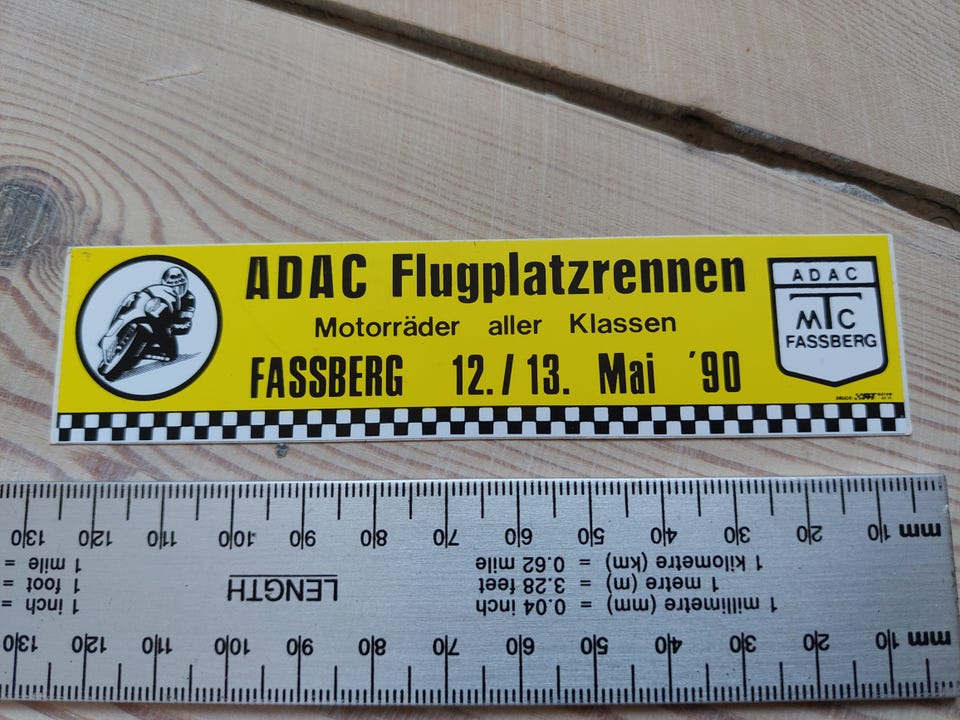 ADAC Flugplatzrennen
Motorräder aller Klassen
FASSBERG 12./13. Mai '90
ADAC
MTC
FASSBERG
DRUCK:
130 120 110 100 90 80 70 60 50 40 30 20 10 mm
1 mile =
1 foot =
1 inch =
LENGTH
1 kilometre (km) = 0.62 mile
1 metre (m) = 3.28 feet
1 millimetre (mm) = 0.04 inch
130 120 110 100 90 80 70 60 50 40 30 20 10 mm